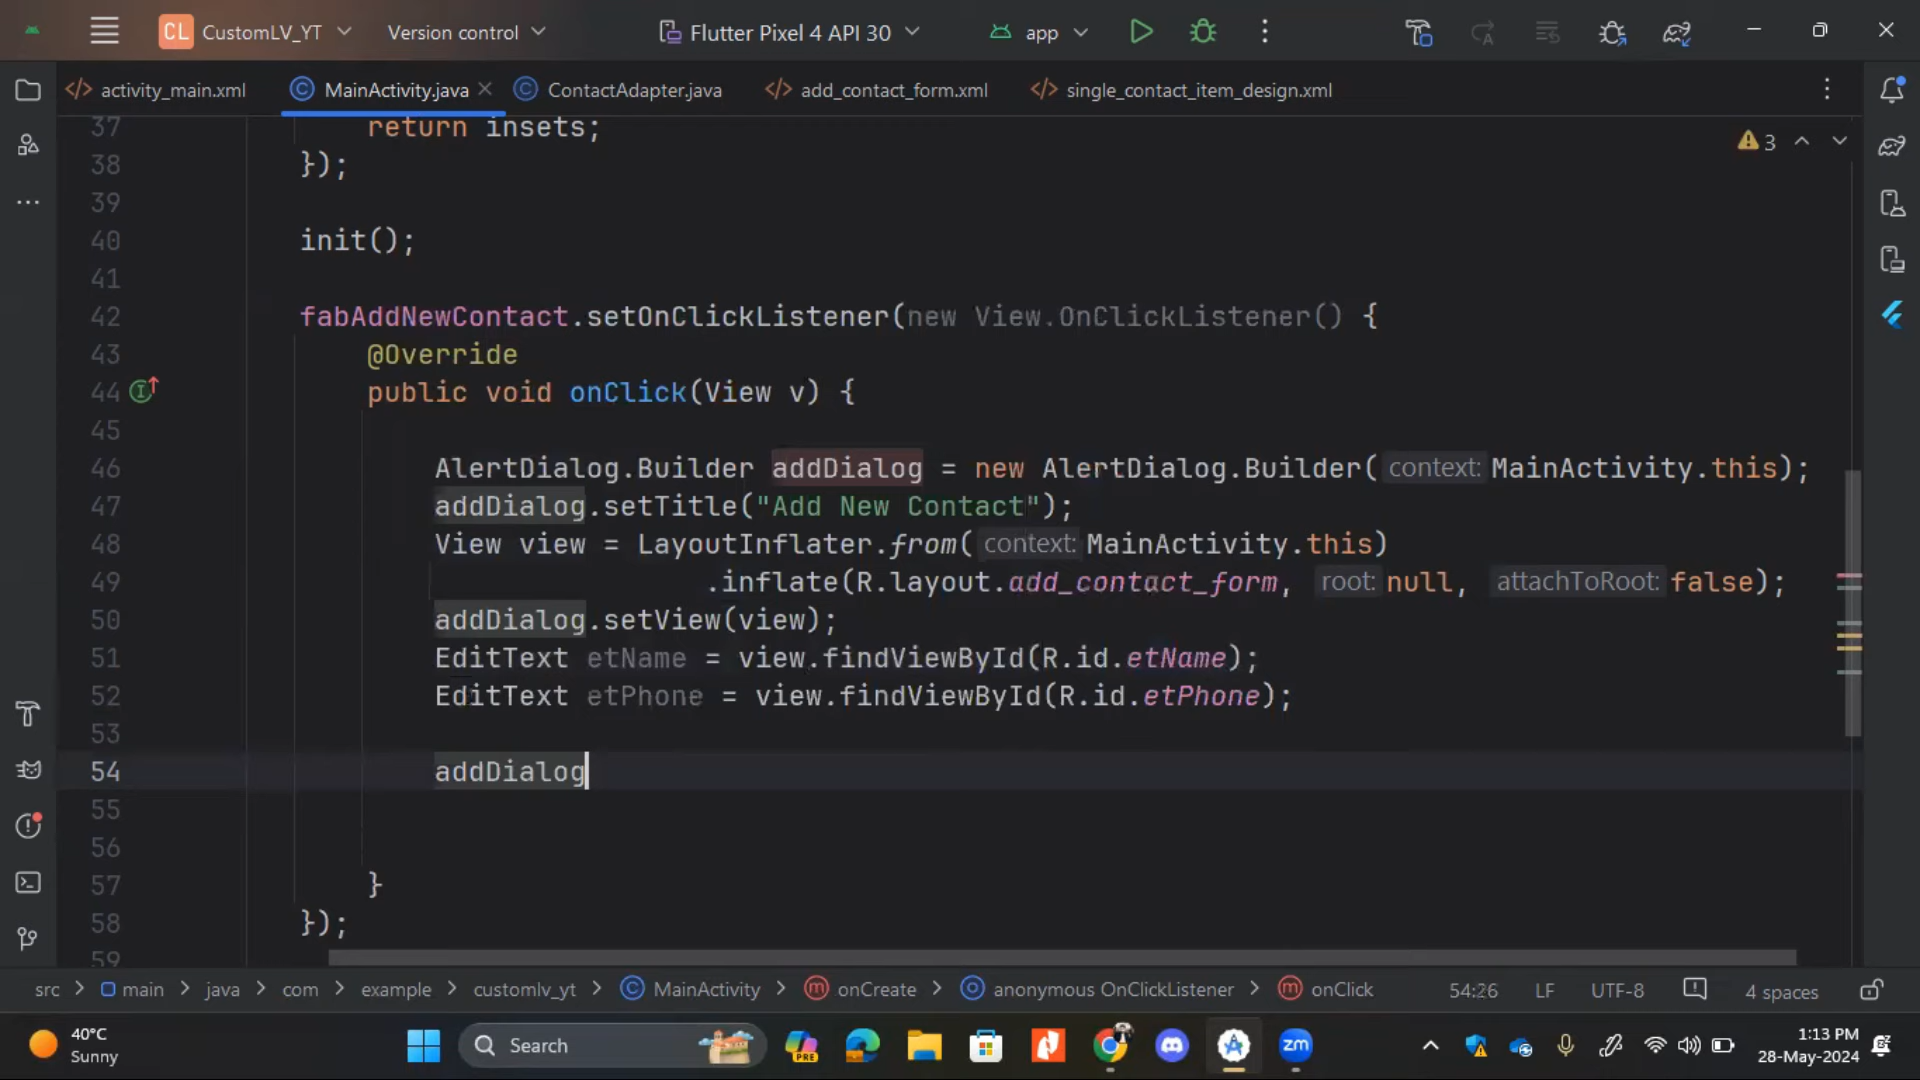 CL CustomLV_YT Version control Flutter Pixel 4 API 30 app
activity_main.xml MainActivity.java ContactAdapter.java add_contact_form.xml single_contact_item_design.xml
37 return insets;
3
38 });
39
40 init();
41
42 fabAddNewContact.setOnClickListener(new View.OnClickListener() {
43 @Override
44 public void onClick(View v) {
45
46 AlertDialog.Builder addDialog = new AlertDialog.Builder( context: MainActivity.this);
47 addDialog.setTitle("Add New Contact");
48 View view = LayoutInflater.from( context: MainActivity.this)
49 .inflate(R.layout.add_contact_form, root: null, attachToRoot: false);
50 addDialog.setView(view);
51 EditText etName = view.findViewById(R.id.etName);
52 EditText etPhone = view.findViewById(R.id.etPhone);
53
54 addDialog
55
56
57 }
58 });
59
src > main > java > com > example > customlv_yt > MainActivity > onCreate > anonymous OnClickListener > onClick 54:26 LF UTF-8 4 spaces
40°C
Sunny
Search
PRE
zm
1:13 PM
28-May-2024